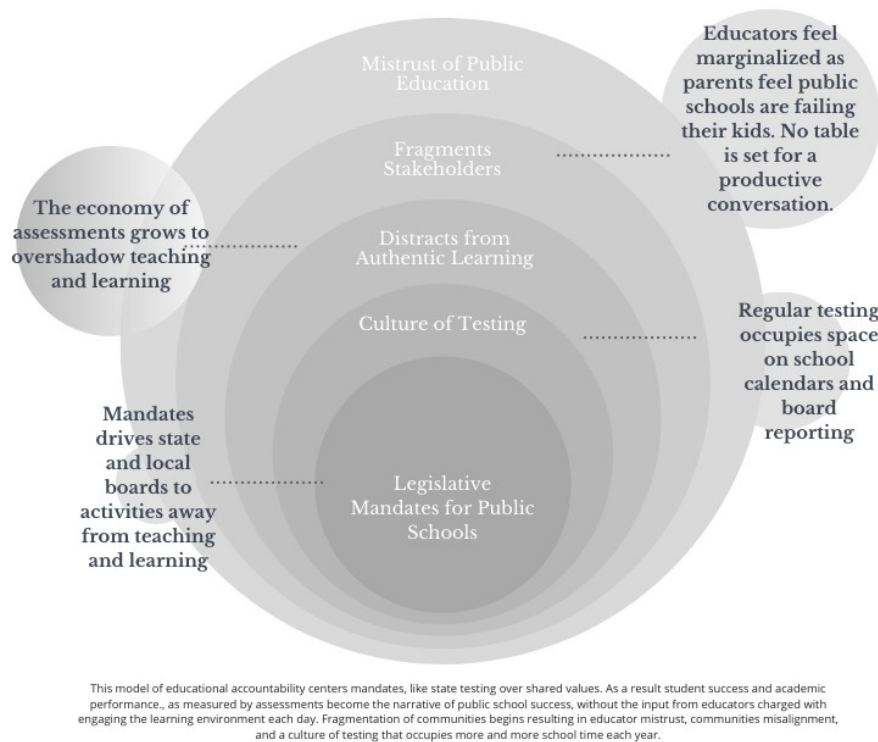 Mistrust of Public
Education
Fragments
Stakeholders
Distracts from
Authentic Learning
Culture of Testing
Legislative
Mandates for Public
Schools
Educators feel
marginalized as
parents feel public
schools are failing
their kids. No table
is set for a
productive
conversation.
The economy of
assessments grows to
overshadow teaching
and learning
Regular testing
occupies space
on school
calendars and
board
reporting
Mandates
drives state
and local
boards to
activities away
from teaching
and learning
This model of educational accountability centers mandates, like state testing over shared values. As a result student success and academic
performance., as measured by assessments become the narrative of public school success, without the input from educators charged with
engaging the learning environment each day. Fragmentation of communities begins resulting in educator mistrust, communities misalignment,
and a culture of testing that occupies more and more school time each year.